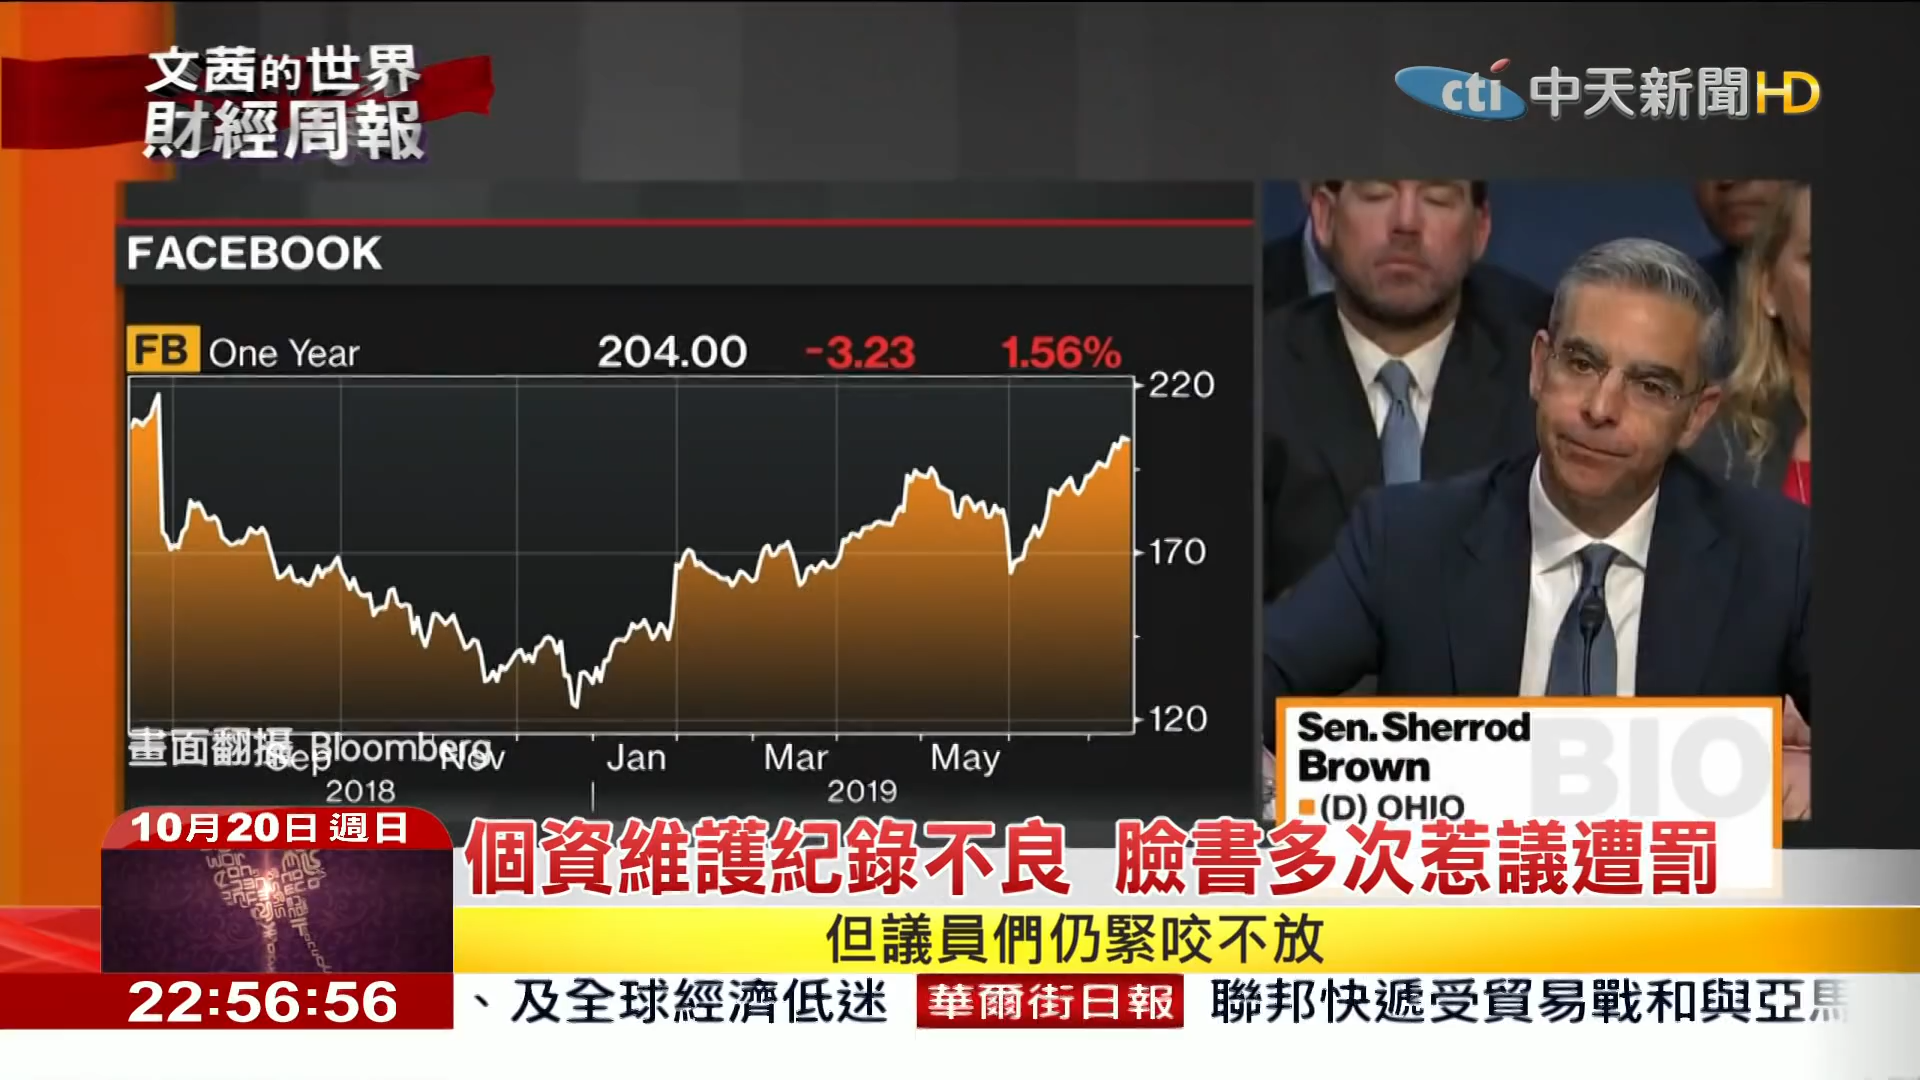 文茜的世界
財經周報
cti 中天新聞HD
FACEBOOK
FB One Year 204.00 -3.23 1.56%
220
170
120
畫面翻攝 Bloomberg
Sep Nov Jan Mar May
2018 2019
BIO
Sen. Sherrod
Brown
(D) OHIO
10月20日 週日
個資維護紀錄不良 臉書多次惹議遭罰
但議員們仍緊咬不放
22:56:56
、及全球經濟低迷 華爾街日報 聯邦快遞受貿易戰和與亞馬